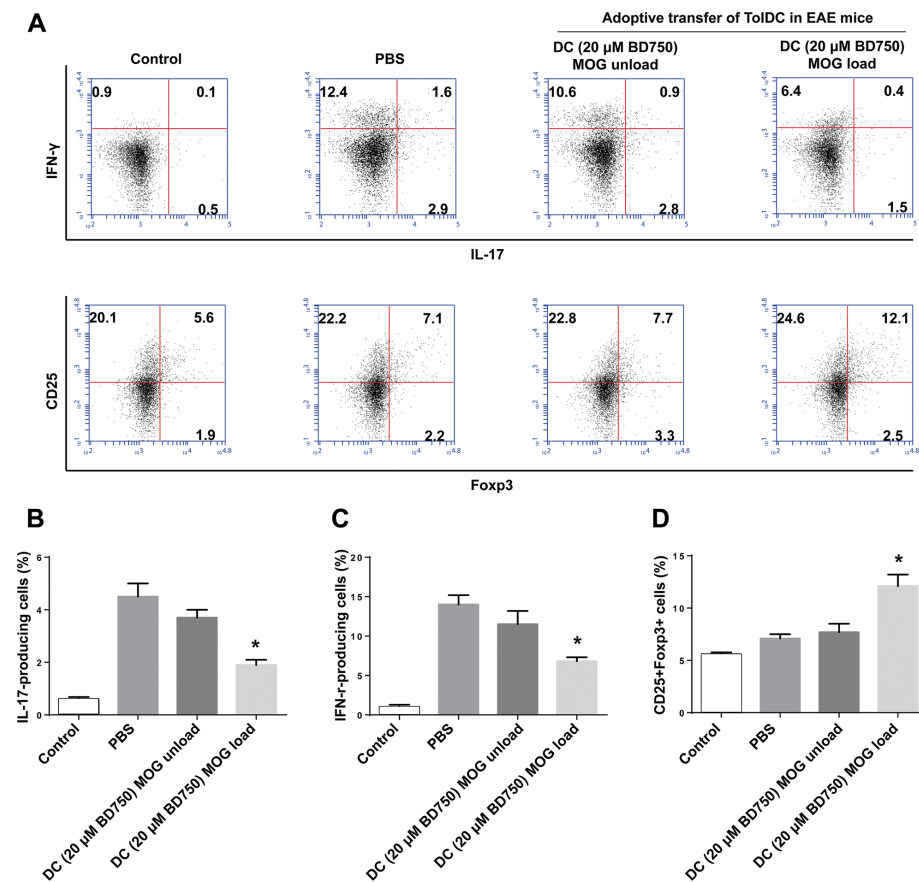 A
Adoptive transfer of TolDC in EAE mice
Control
PBS
DC (20 µM BD750)
MOG unload
DC (20 µM BD750)
MOG load
IFN-γ
0.9 0.1
0.5
12.4 1.6
2.9
10.6 0.9
2.8
6.4 0.4
1.5
IL-17
CD25
20.1 5.6
1.9
22.2 7.1
2.2
22.8 7.7
3.3
24.6 12.1
2.5
Foxp3
B
IL-17-producing cells (%)
6
4
2
0
Control
PBS
DC (20 µM BD750) MOG unload
DC (20 µM BD750) MOG load
*
C
IFN-r-producing cells (%)
20
15
10
5
0
Control
PBS
DC (20 µM BD750) MOG unload
DC (20 µM BD750) MOG load
*
D
CD25+Foxp3+ cells (%)
15
10
5
0
Control
PBS
DC (20 µM BD750) MOG unload
DC (20 µM BD750) MOG load
*